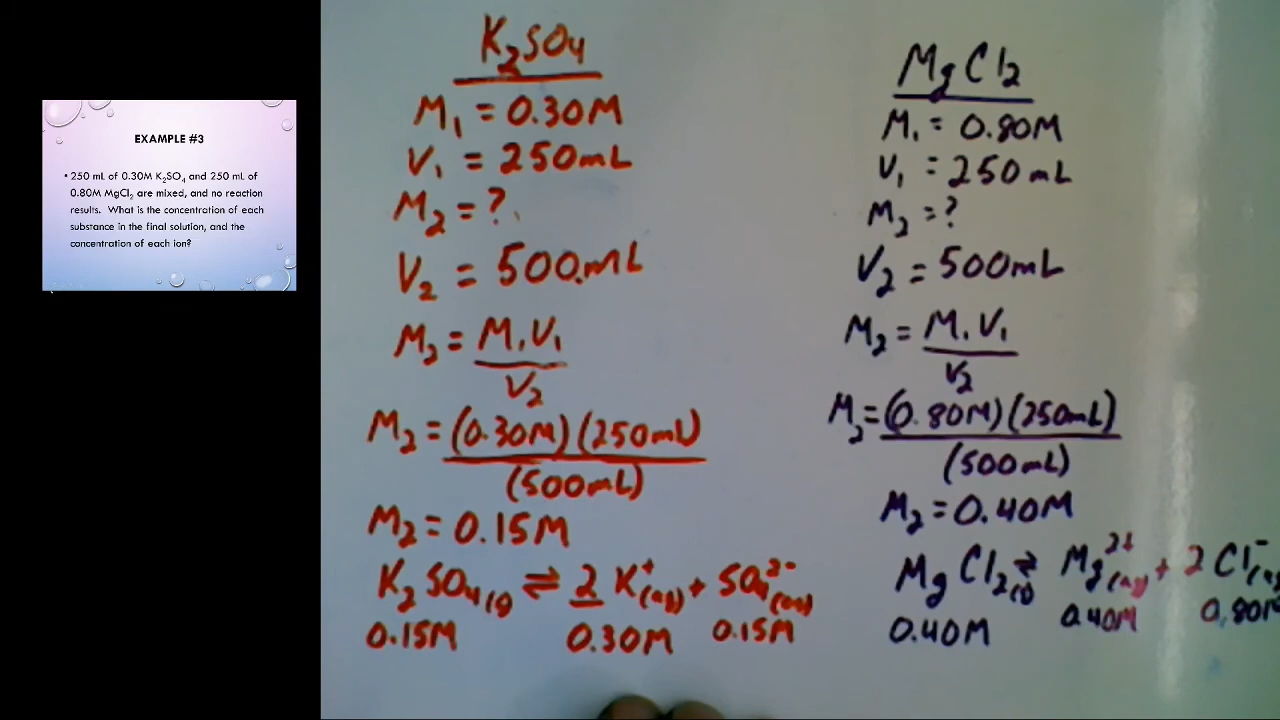 EXAMPLE #3
• 250 mL of 0.30M K₂SO₄ and 250 mL of
0.80M MgCl₂ are mixed, and no reaction
results. What is the concentration of each
substance in the final solution, and the
concentration of each ion?
K₂SO₄
M₁ = 0.30M
V₁ = 250mL
M₂ = ?
V₂ = 500mL
M₂ = M₁V₁
V₂
M₂ = (0.30M)(250mL)
(500mL)
M₂ = 0.15M
K₂SO₄(s) ⇌ 2 K⁺(aq) + SO₄²⁻(aq)
0.15M 0.30M 0.15M
MgCl₂
M₁ = 0.80M
V₁ = 250mL
M₂ = ?
V₂ = 500mL
M₂ = M₁V₁
V₂
M₂ = (0.80M)(250mL)
(500mL)
M₂ = 0.40M
MgCl₂(s) ⇌ Mg²⁺(aq) + 2 Cl⁻(aq
0.40M 0.40M 0.80M